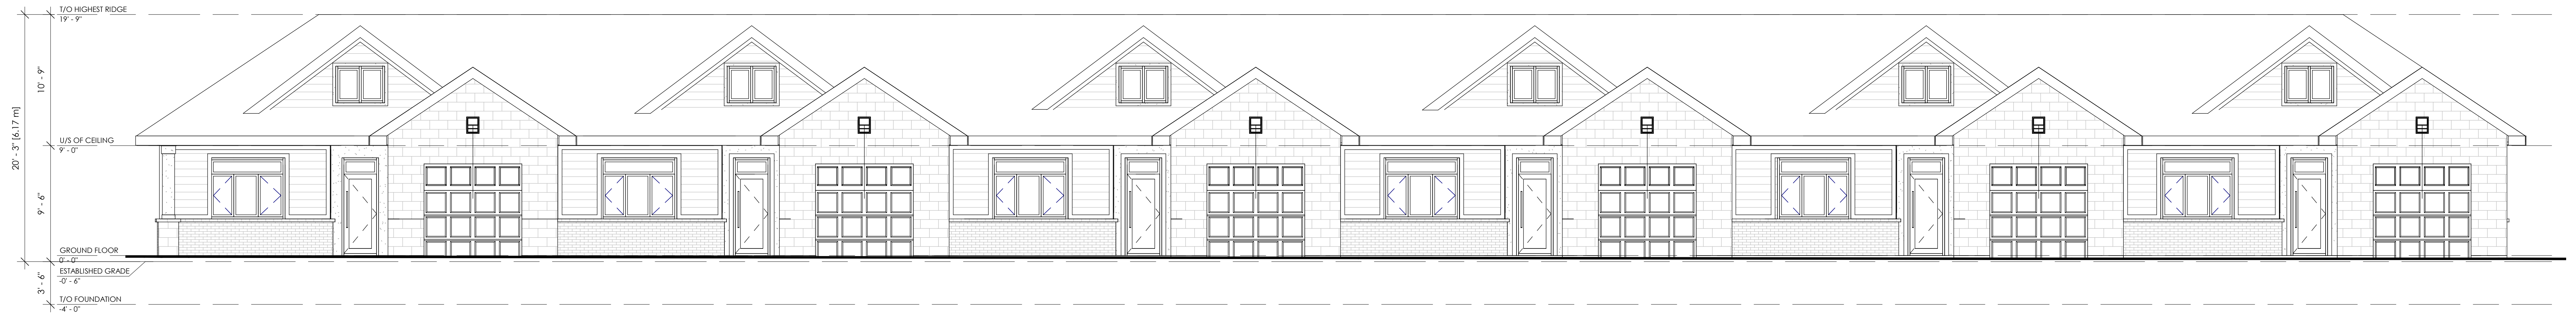 T/O HIGHEST RIDGE
19' - 9"
10' - 9"
20' - 3" [6.17 m]
U/S OF CEILING
9' - 0"
9' - 6"
GROUND FLOOR
0' - 0"
ESTABLISHED GRADE
-0' - 6"
3' - 6"
T/O FOUNDATION
-4' - 0"